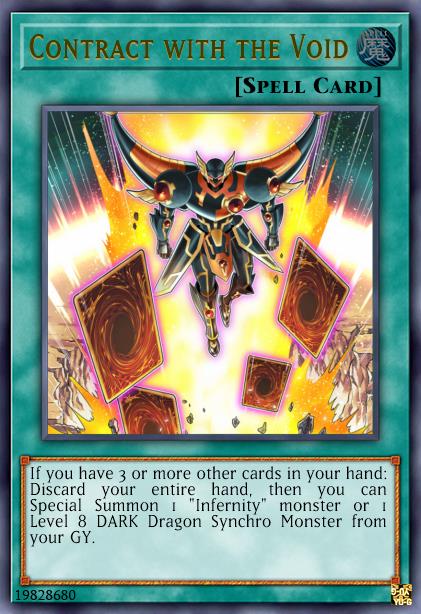 CONTRACT WITH THE VOID 魔
[SPELL CARD]
If you have 3 or more other cards in your hand:
Discard your entire hand, then you can
Special Summon 1 "Infernity" monster or 1
Level 8 DARK Dragon Synchro Monster from
your GY.
19828680